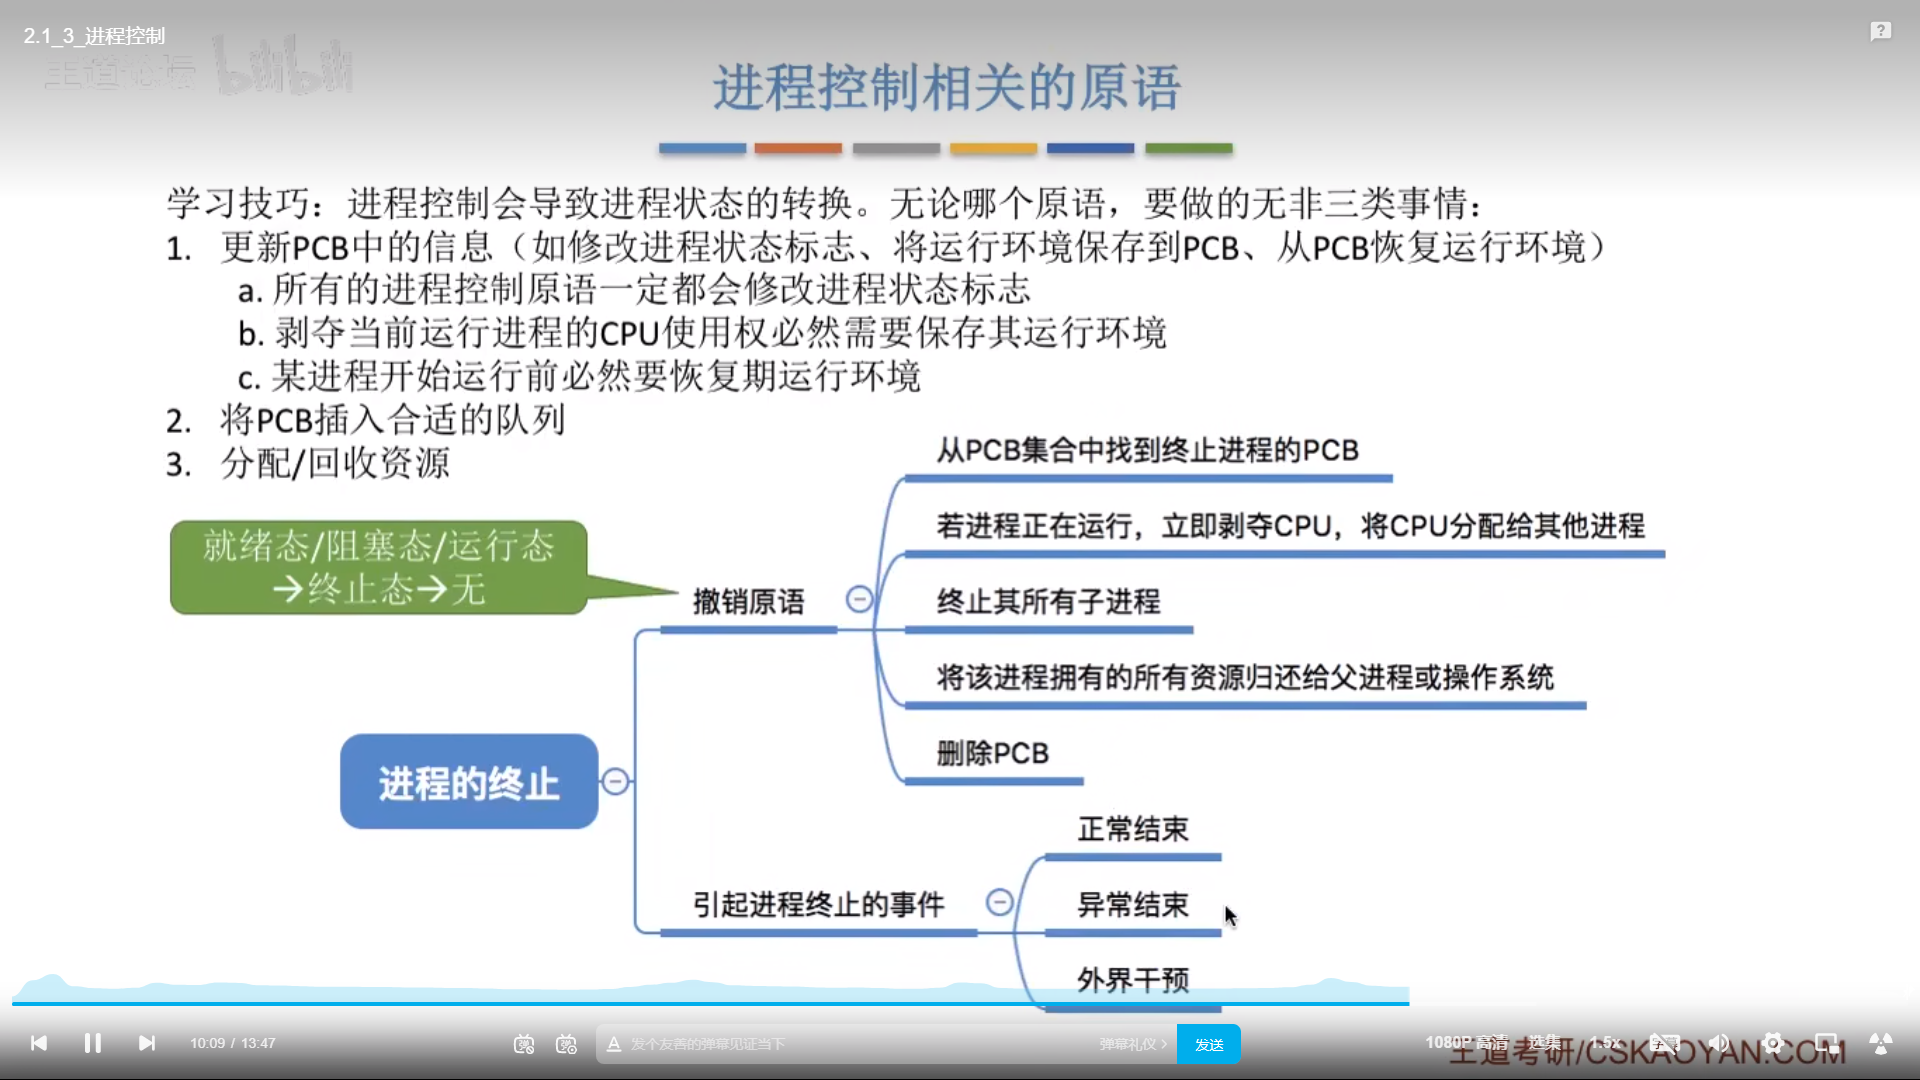 2.1_3_进程控制
王道论坛 bilibili
进程控制相关的原语
学习技巧：进程控制会导致进程状态的转换。无论哪个原语，要做的无非三类事情：
1. 更新PCB中的信息（如修改进程状态标志、将运行环境保存到PCB、从PCB恢复运行环境）
a. 所有的进程控制原语一定都会修改进程状态标志
b. 剥夺当前运行进程的CPU使用权必然需要保存其运行环境
c. 某进程开始运行前必然要恢复期运行环境
2. 将PCB插入合适的队列
3. 分配/回收资源
从PCB集合中找到终止进程的PCB
若进程正在运行，立即剥夺CPU，将CPU分配给其他进程
就绪态/阻塞态/运行态
→终止态→无
撤销原语
终止其所有子进程
将该进程拥有的所有资源归还给父进程或操作系统
删除PCB
进程的终止
正常结束
引起进程终止的事件
异常结束
外界干预
10:09 / 13:47
发个友善的弹幕见证当下
弹幕礼仪 >
发送
1080P 高清
选集
1.5x
王道考研/CSKAOYAN.COM